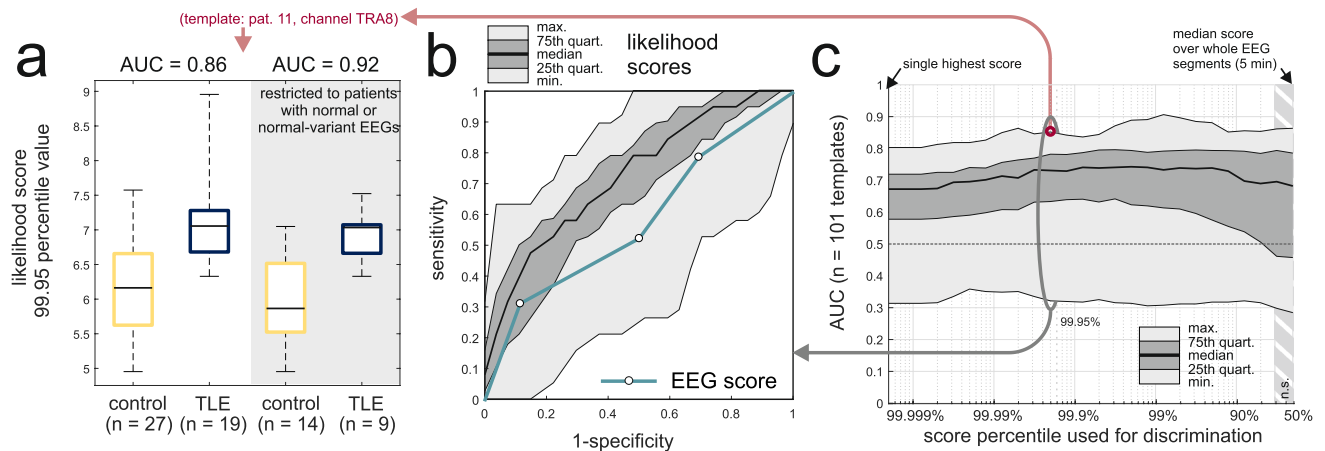 (template: pat. 11, channel TRA8)
a
AUC = 0.86
AUC = 0.92
restricted to patients
with normal or
normal-variant EEGs
likelihood score
99.95 percentile value
9
8.5
8
7.5
7
6.5
6
5.5
5
control
(n = 27)
TLE
(n = 19)
control
(n = 14)
TLE
(n = 9)
b
max.
75th quart.
median
25th quart.
min.
likelihood
scores
sensitivity
1
0.9
0.8
0.7
0.6
0.5
0.4
0.3
0.2
0.1
0
EEG score
0 0.2 0.4 0.6 0.8 1
1-specificity
c
single highest score
median score
over whole EEG
segments (5 min)
AUC (n = 101 templates)
1
0.9
0.8
0.7
0.6
0.5
0.4
0.3
0.2
0.1
0
99.95%
max.
75th quart.
median
25th quart.
min.
n.s.
99.999% 99.99% 99.9% 99% 90% 50%
score percentile used for discrimination